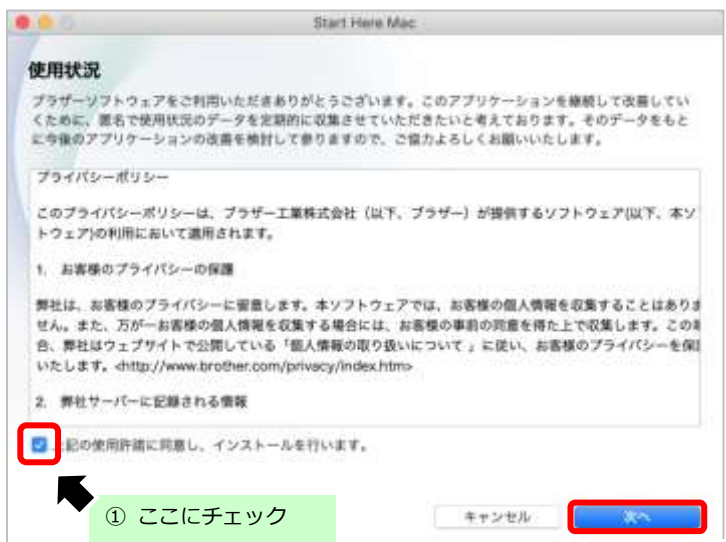 Start Here Mac
使用状況
ブラザーソフトウェアをご利用いただきありがとうございます。このアプリケーションを継続して改善してい
くために、匿名で使用状況のデータを定期的に収集させていただきたいと考えております。そのデータをもと
に今後のアプリケーションの改善を検討して参りますので、ご協力よろしくお願いいたします。
プライバシーポリシー
このプライバシーポリシーは、ブラザー工業株式会社（以下、ブラザー）が提供するソフトウェア(以下、本ソ
トウェア)の利用において適用されます。
1. お客様のプライバシーの保護
弊社は、お客様のプライバシーに留意します。本ソフトウェアでは、お客様の個人情報を収集することはありま
せん。また、万が一お客様の個人情報を収集する場合には、お客様の事前の同意を得た上で収集します。この
合、弊社はウェブサイトで公開している「個人情報の取り扱いについて 」に従い、お客様のプライバシーを保
いたします。<http://www.brother.com/privacy/index.htm>
2. 弊社サーバーに記録される情報
記の使用許諾に同意し、インストールを行います。
① ここにチェック
キャンセル
次へ